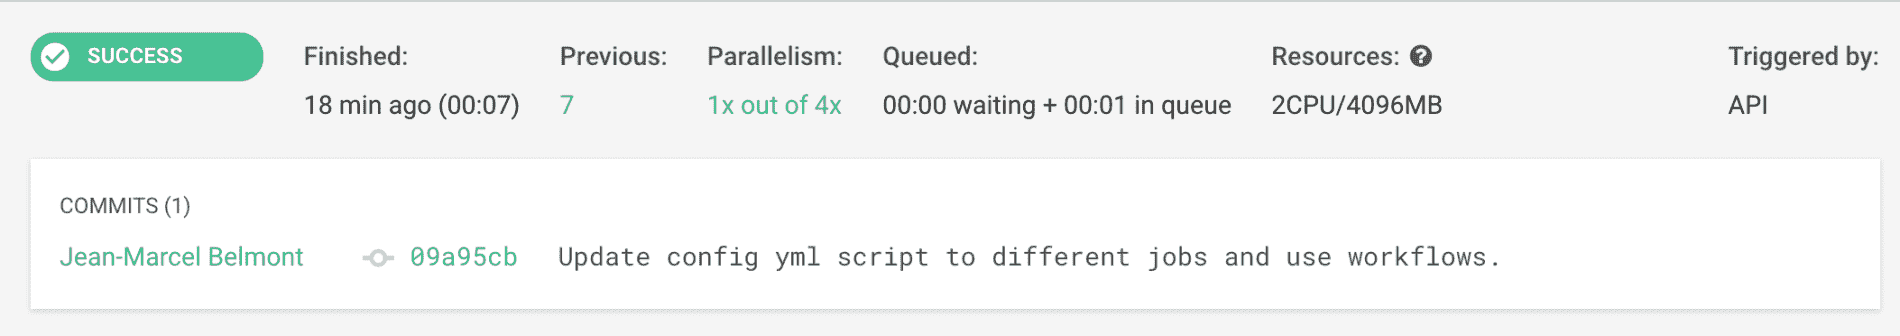 SUCCESS
Finished:
18 min ago (00:07)
Previous:
7
Parallelism:
1x out of 4x
Queued:
00:00 waiting + 00:01 in queue
Resources: ?
2CPU/4096MB
Triggered by:
API
COMMITS (1)
Jean-Marcel Belmont 09a95cb Update config yml script to different jobs and use workflows.